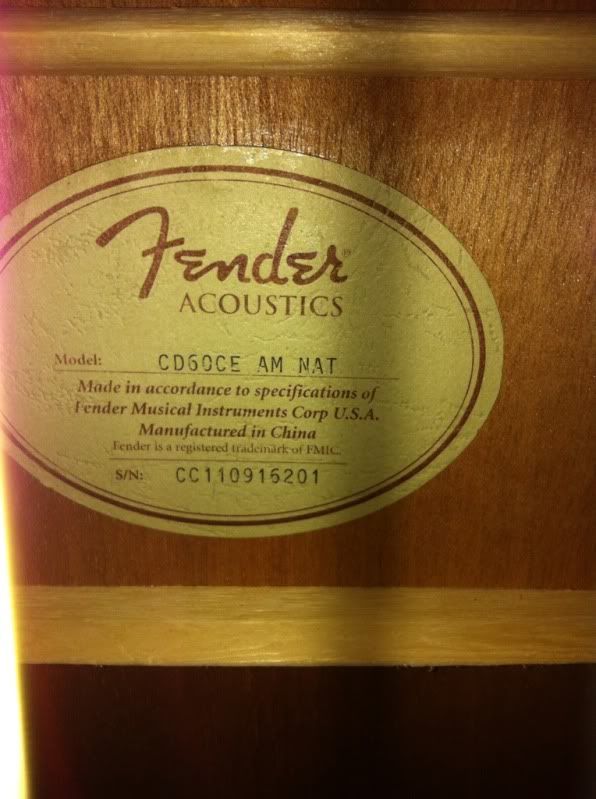 Fender®
ACOUSTICS
Model: CD60CE AM NAT
Made in accordance to specifications of
Fender Musical Instruments Corp U.S.A.
Manufactured in China
Fender is a registered trademark of FMIC.
S/N: CC110916201